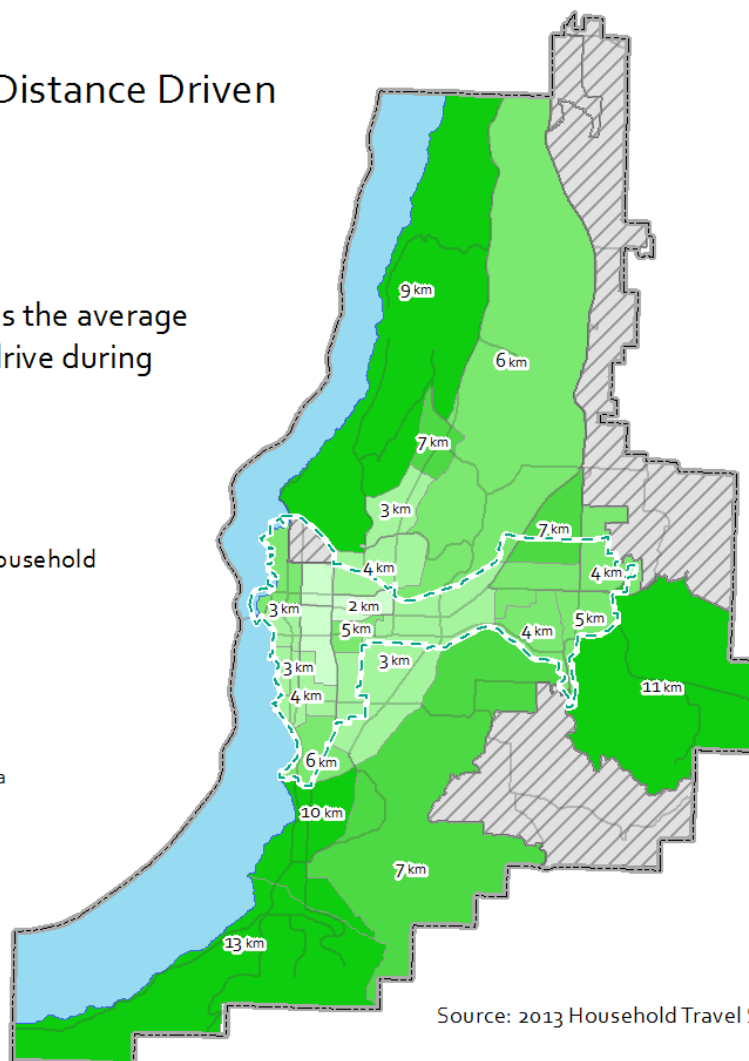 Distance Driven
s the average
drive during
ousehold
a
9 km
6 km
7 km
3 km
7 km
4 km
4 km
2 km
3 km
5 km
5 km
4 km
3 km
3 km
11 km
4 km
6 km
10 km
7 km
13 km
Source: 2013 Household Travel S